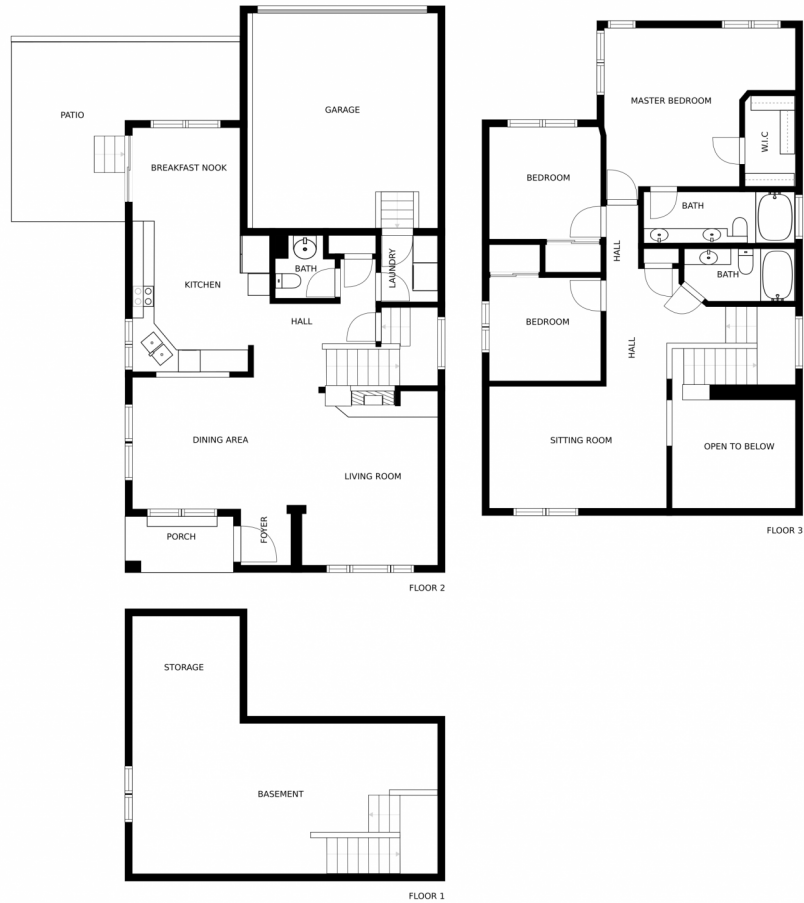 PATIO
GARAGE
BREAKFAST NOOK
KITCHEN
BATH
LAUNDRY
HALL
DINING AREA
LIVING ROOM
PORCH
FOYER
FLOOR 2
MASTER BEDROOM
W.I.C
BEDROOM
BATH
HALL
BATH
BEDROOM
HALL
SITTING ROOM
OPEN TO BELOW
FLOOR 3
STORAGE
BASEMENT
FLOOR 1